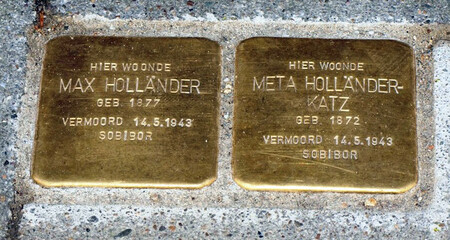 HIER WOONDE
MAX HOLLÄNDER
GEB. 1877
VERMOORD 14.5.1943
SOBIBOR
HIER WOONDE
META HOLLÄNDER-
KATZ
GEB. 1872
VERMOORD 14.5.1943
SOBIBOR